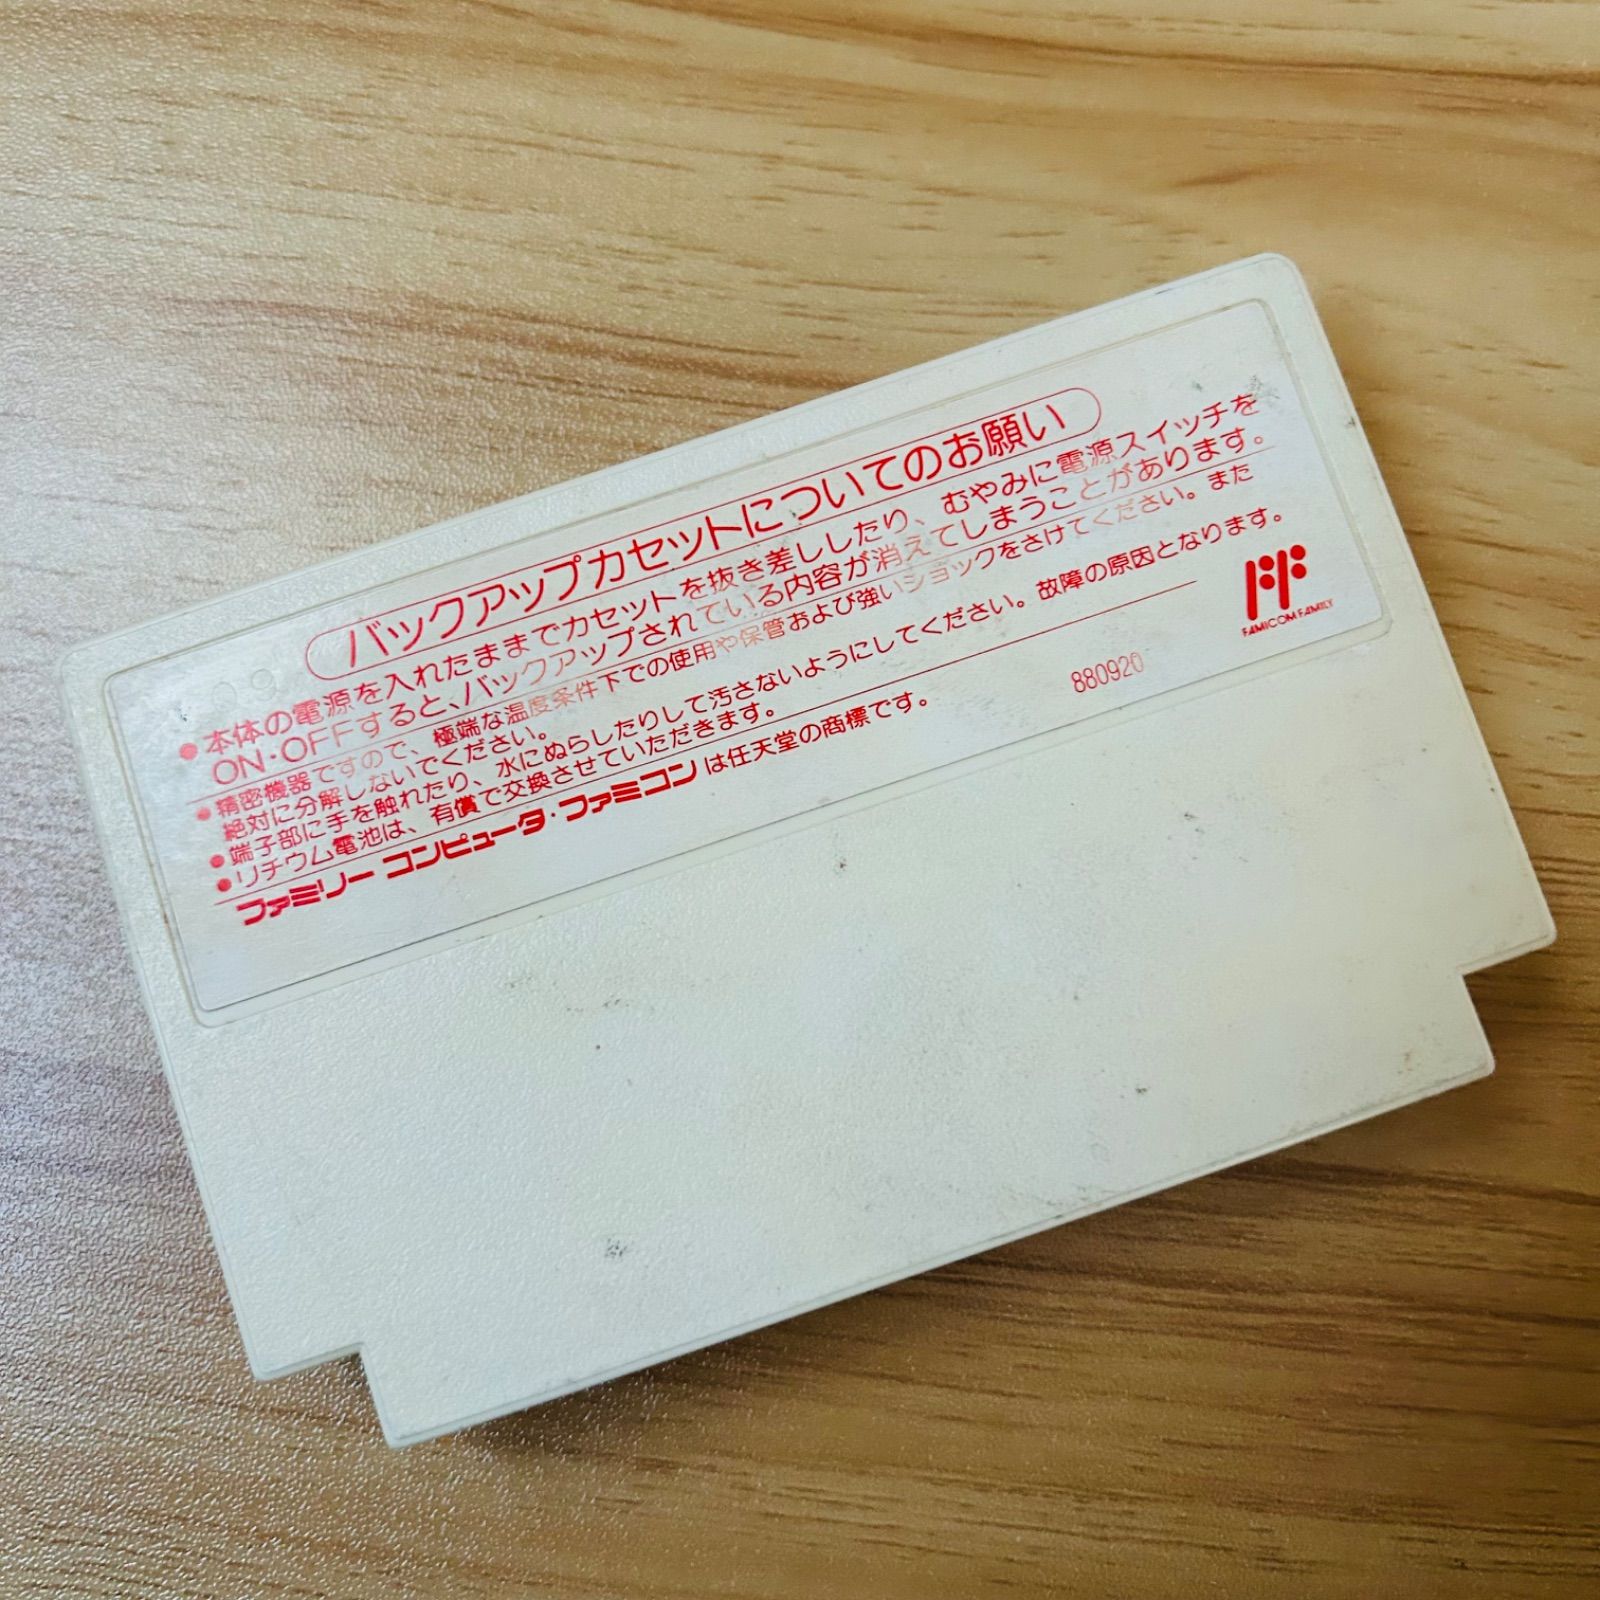 バックアップカセットについてのお願い
●本体の電源を入れたままでカセットを抜き差ししたり、むやみに電源スイッチを
ON・OFFすると、バックアップされている内容が消えてしまうことがあります。
●精密機器ですので、極端な温度条件下での使用や保管および強いショックをさけてください。また
絶対に分解しないでください。
●端子部に手を触れたり、水にぬらしたりして汚さないようにしてください。故障の原因となります。
●リチウム電池は、有償で交換させていただきます。
ファミリー コンピュータ・ファミコンは任天堂の商標です。
880920
FAMICOM FAMILY